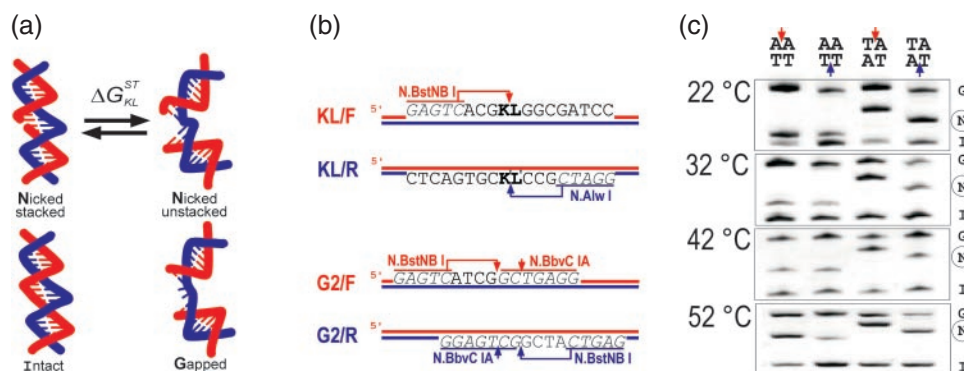 (a)
ΔG ST KL
Nicked
stacked
Nicked
unstacked
Intact
Gapped
(b)
N.BstNB I
KL/F 5' GAGTCACGKLGGCGATCC
KL/R 5'
CTCAGTGCKLCCGCTAGG
N.Alw I
N.BstNB I N.BbvC IA
G2/F 5' GAGTCATCGGCTGAGG
G2/R 5'
GGAGTCGGCTACTGAG
N.BbvC IA N.BstNB I
(c)
AA AA TA TA
TT TT AT AT
22 °C
G
N
I
32 °C
G
N
I
42 °C
G
N
I
52 °C
G
N
I